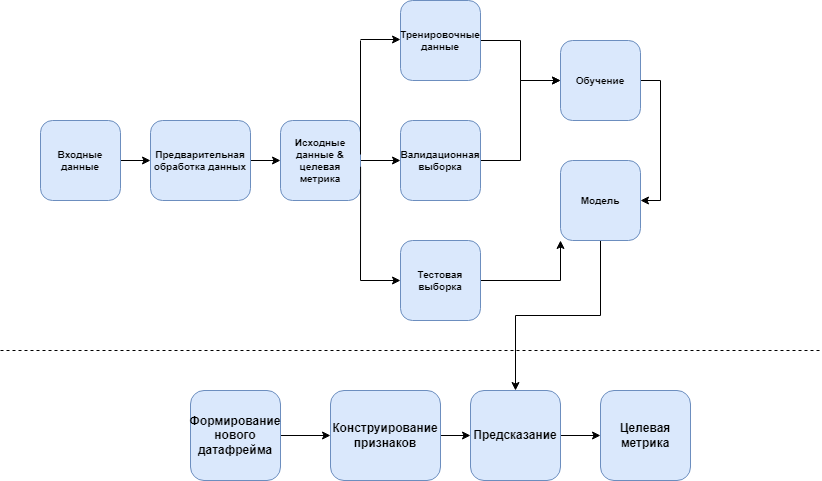 Тренировочные
данные
Обучение
Входные
данные
Предварительная
обработка данных
Исходные
данные &
целевая
метрика
Валидационная
выборка
Модель
Тестовая
выборка
Формирование
нового
датафрейма
Конструирование
признаков
Предсказание
Целевая
метрика